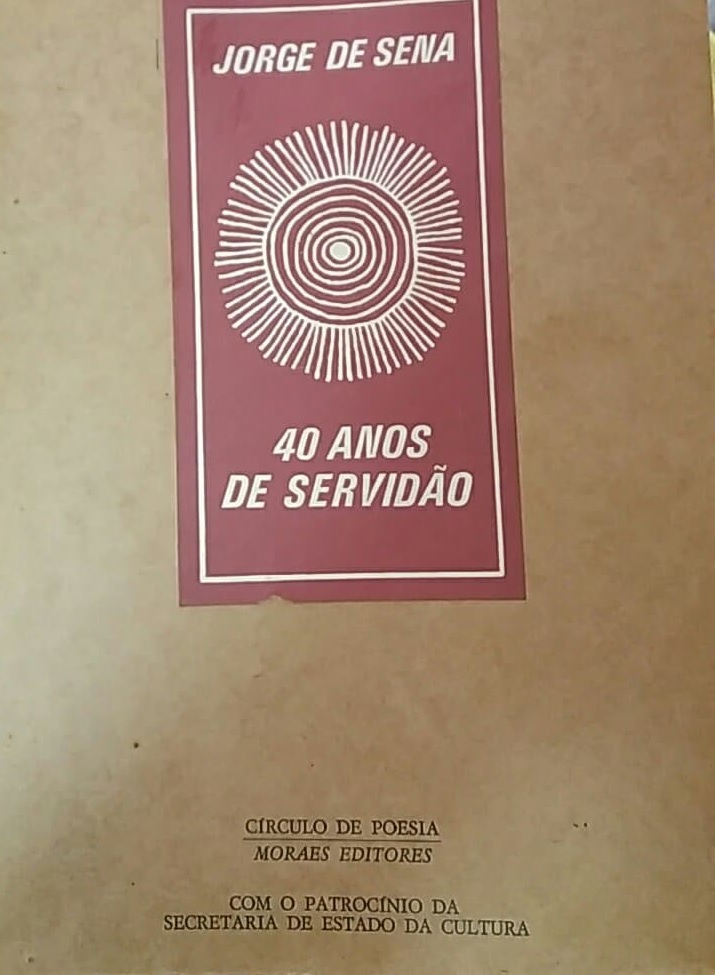 JORGE DE SENA
40 ANOS
DE SERVIDÃO
CÍRCULO DE POESIA
MORAES EDITORES
COM O PATROCÍNIO DA
SECRETARIA DE ESTADO DA CULTURA